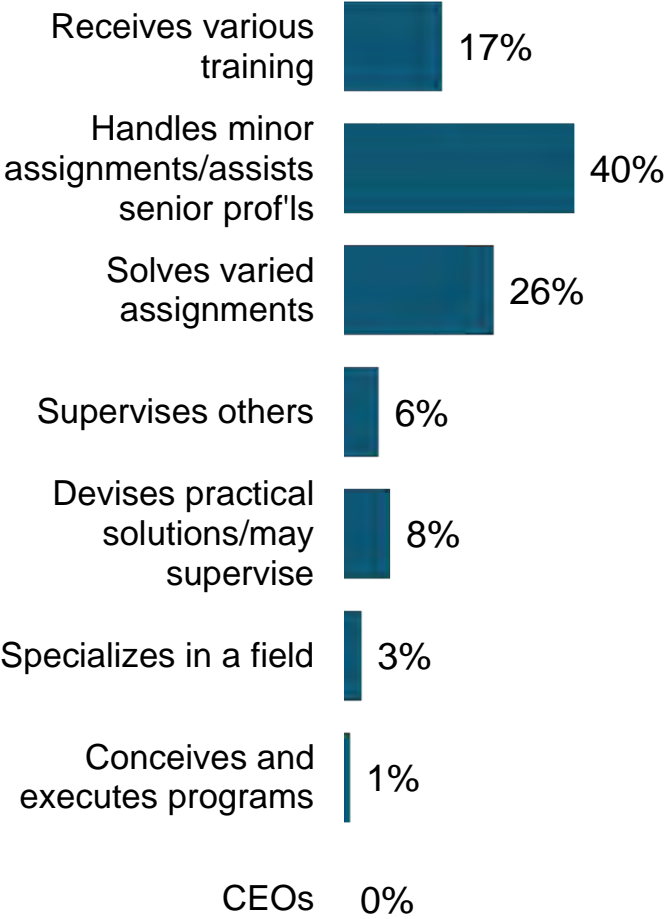 Receives various
training
17%
Handles minor
assignments/assists
senior prof'ls
40%
Solves varied
assignments
26%
Supervises others
6%
Devises practical
solutions/may
supervise
8%
Specializes in a field
3%
Conceives and
executes programs
1%
CEOs
0%